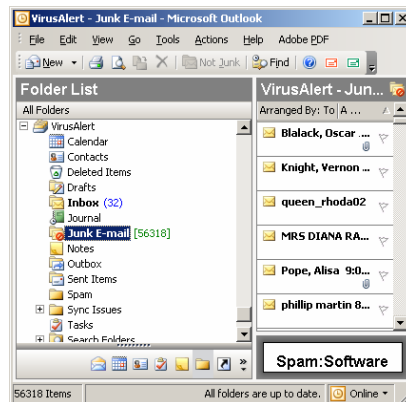 VirusAlert - Junk E-mail - Microsoft Outlook
File Edit View Go Tools Actions Help Adobe PDF
New Not Junk Find
Folder List
All Folders
VirusAlert
Calendar
Contacts
Deleted Items
Drafts
Inbox (32)
Journal
Junk E-mail [56318]
Notes
Outbox
Sent Items
Spam
Sync Issues
Tasks
Search Folders
VirusAlert - Jun...
Arranged By: To A ...
Blalack, Oscar ...
Knight, Vernon ...
queen_rhoda02
MRS DIANA RA...
Pope, Alisa 9:0...
phillip martin 8...
Spam:Software
56318 Items All folders are up to date. Online